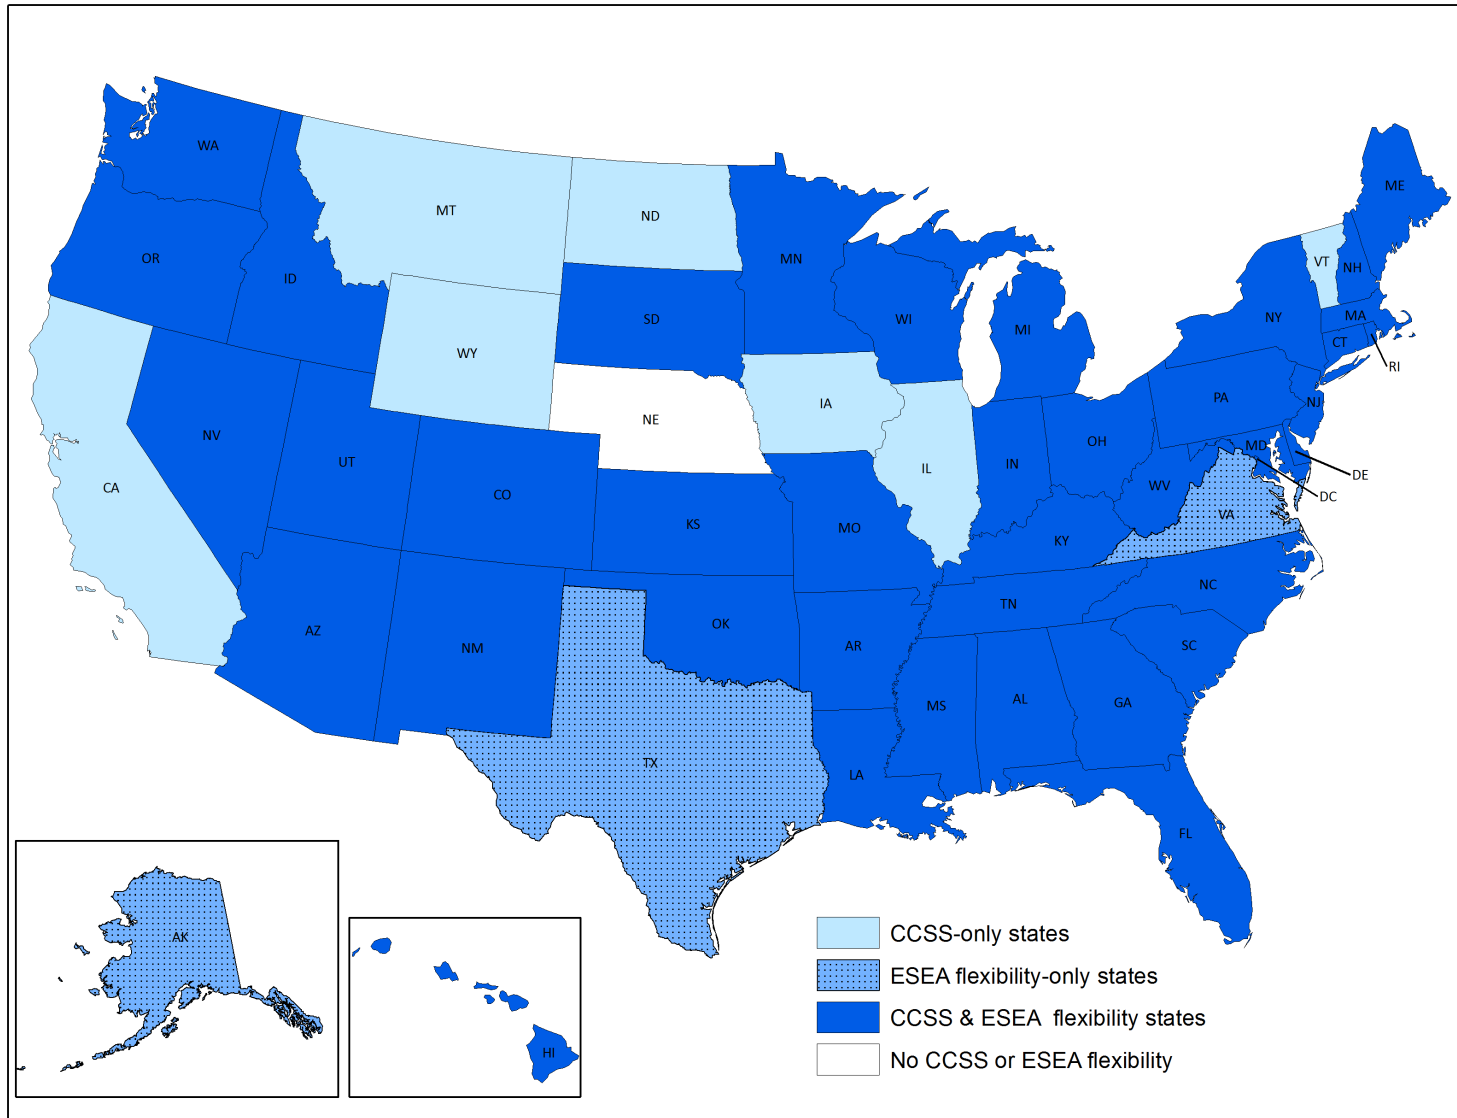 WA
ME
MT
ND
OR
MN
VT
NH
ID
SD
WI
NY
MA
MI
CT
WY
RI
PA
IA
NJ
NE
NV
OH
MD
UT
IN
IL
DE
CA
WV
CO
DC
VA
KS
MO
KY
NC
TN
OK
AZ
AR
SC
NM
MS
AL
GA
TX
LA
FL
AK
HI
CCSS-only states
ESEA flexibility-only states
CCSS & ESEA flexibility states
No CCSS or ESEA flexibility